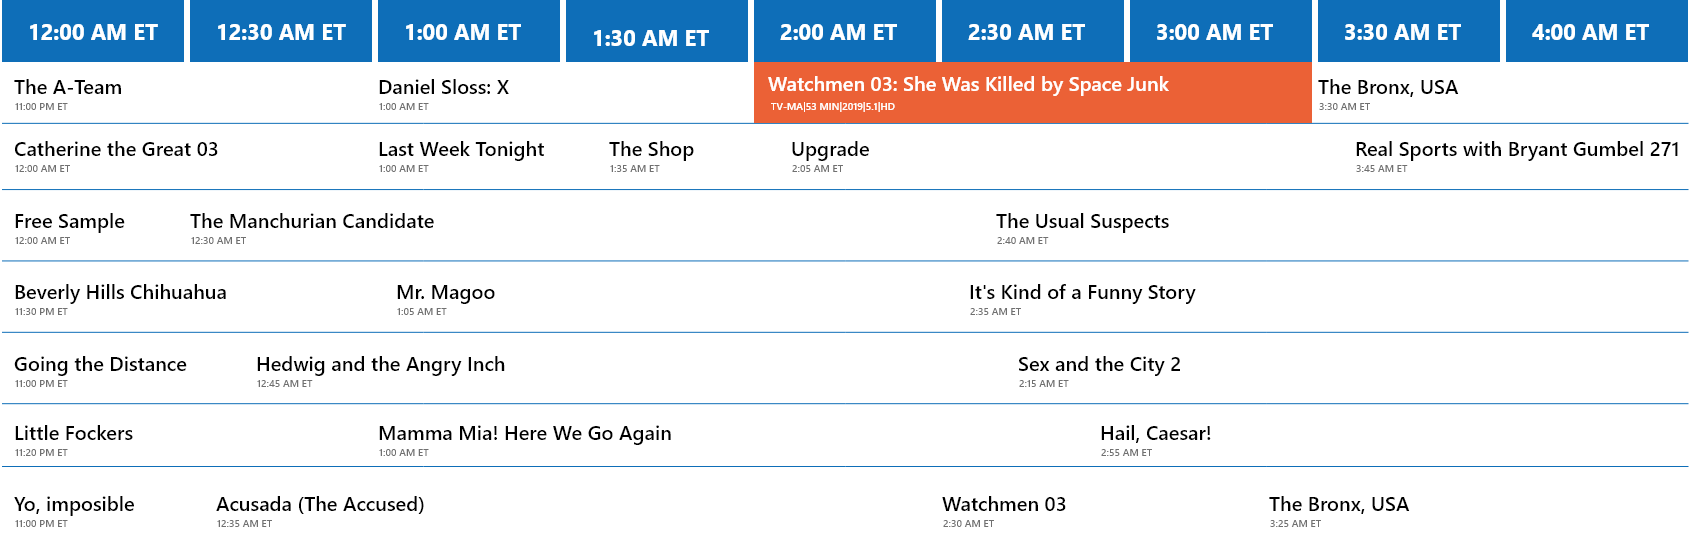 12:00 AM ET 12:30 AM ET 1:00 AM ET 1:30 AM ET 2:00 AM ET 2:30 AM ET 3:00 AM ET 3:30 AM ET 4:00 AM ET
The A-Team Daniel Sloss: X Watchmen 03: She Was Killed by Space Junk The Bronx, USA
11:00 PM ET 1:00 AM ET TV-MA|53 MIN|2019|5.1|HD 3:30 AM ET
Catherine the Great 03 Last Week Tonight The Shop Upgrade Real Sports with Bryant Gumbel 271
12:00 AM ET 1:00 AM ET 1:35 AM ET 2:05 AM ET 3:45 AM ET
Free Sample The Manchurian Candidate The Usual Suspects
12:00 AM ET 12:30 AM ET 2:40 AM ET
Beverly Hills Chihuahua Mr. Magoo It's Kind of a Funny Story
11:30 PM ET 1:05 AM ET 2:35 AM ET
Going the Distance Hedwig and the Angry Inch Sex and the City 2
11:00 PM ET 12:45 AM ET 2:15 AM ET
Little Fockers Mamma Mia! Here We Go Again Hail, Caesar!
11:20 PM ET 1:00 AM ET 2:55 AM ET
Yo, imposible Acusada (The Accused) Watchmen 03 The Bronx, USA
11:00 PM ET 12:35 AM ET 2:30 AM ET 3:25 AM ET